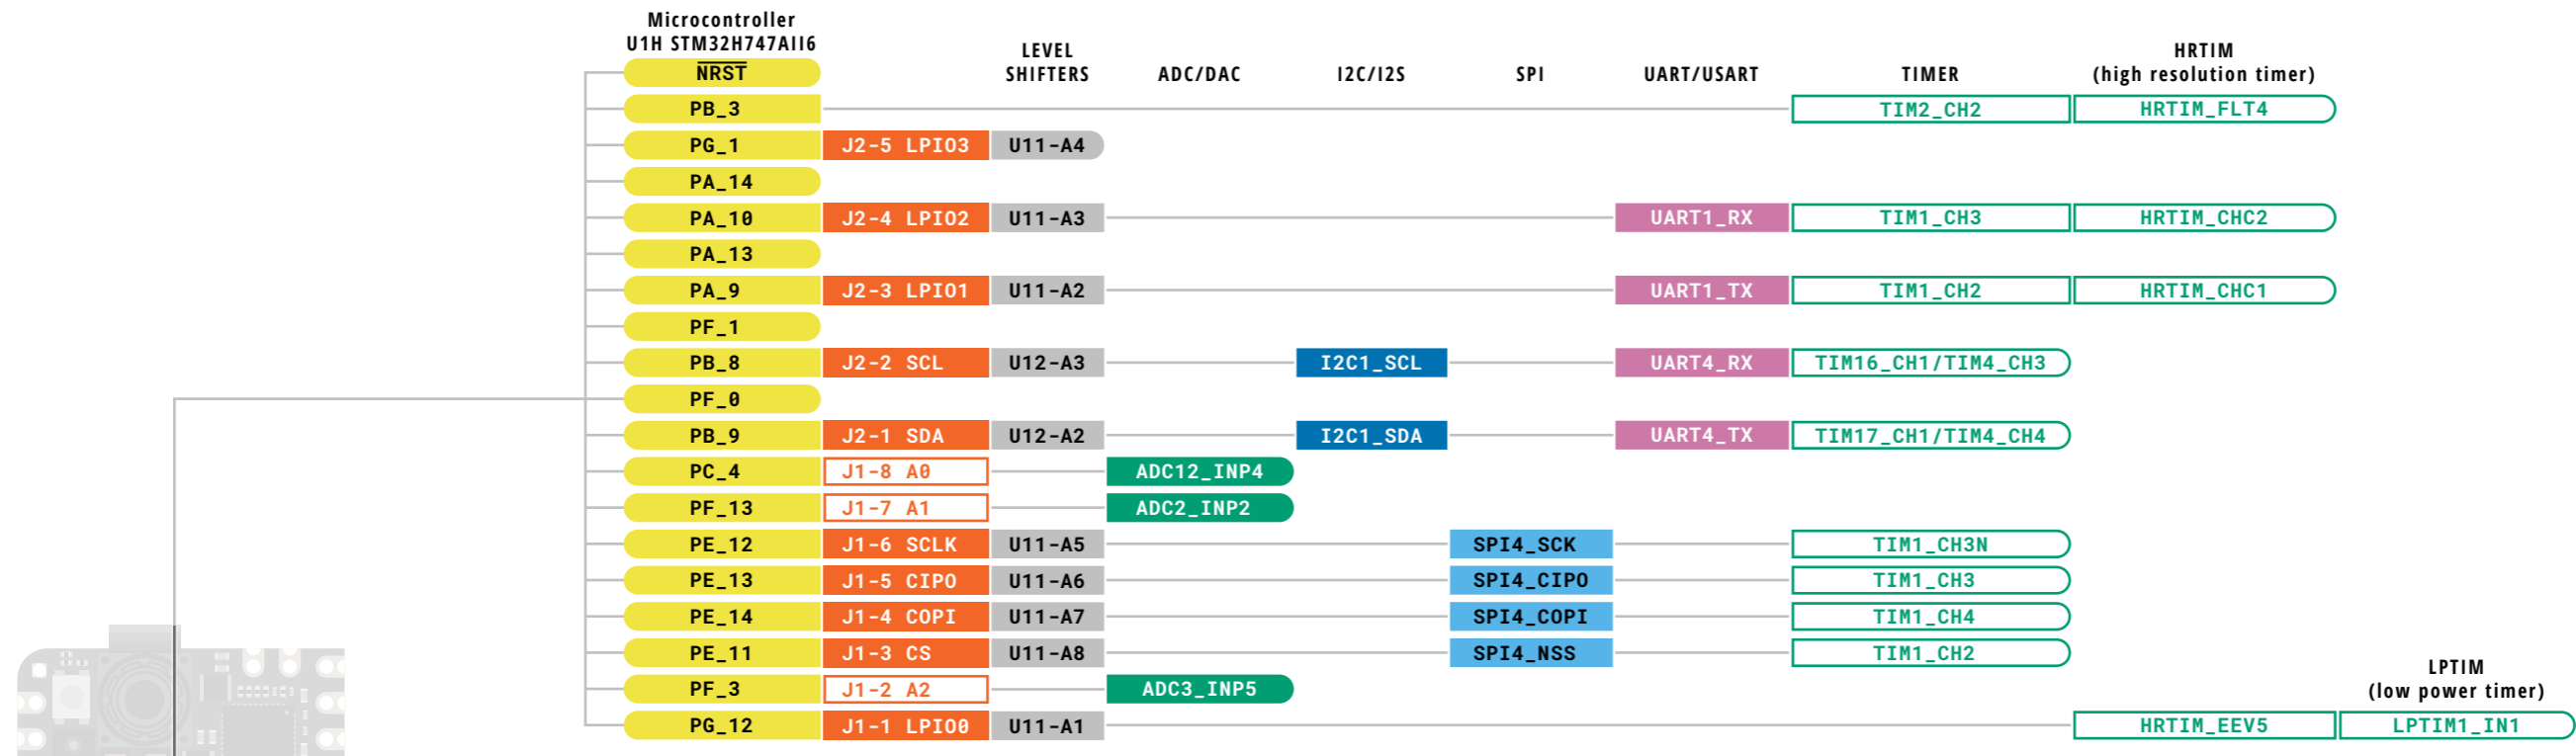 Microcontroller
U1H STM32H747AII6
LEVEL SHIFTERS
ADC/DAC
I2C/I2S
SPI
UART/USART
TIMER
HRTIM
(high resolution timer)
NRST
PB_3 TIM2_CH2 HRTIM_FLT4
PG_1 J2-5 LPIO3 U11-A4
PA_14
PA_10 J2-4 LPIO2 U11-A3 UART1_RX TIM1_CH3 HRTIM_CHC2
PA_13
PA_9 J2-3 LPIO1 U11-A2 UART1_TX TIM1_CH2 HRTIM_CHC1
PF_1
PB_8 J2-2 SCL U12-A3 I2C1_SCL UART4_RX TIM16_CH1/TIM4_CH3
PF_0
PB_9 J2-1 SDA U12-A2 I2C1_SDA UART4_TX TIM17_CH1/TIM4_CH4
PC_4 J1-8 A0 ADC12_INP4
PF_13 J1-7 A1 ADC2_INP2
PE_12 J1-6 SCLK U11-A5 SPI4_SCK TIM1_CH3N
PE_13 J1-5 CIPO U11-A6 SPI4_CIPO TIM1_CH3
PE_14 J1-4 COPI U11-A7 SPI4_COPI TIM1_CH4
PE_11 J1-3 CS U11-A8 SPI4_NSS TIM1_CH2
LPTIM
(low power timer)
PF_3 J1-2 A2 ADC3_INP5
PG_12 J1-1 LPIO0 U11-A1 HRTIM_EEV5 LPTIM1_IN1